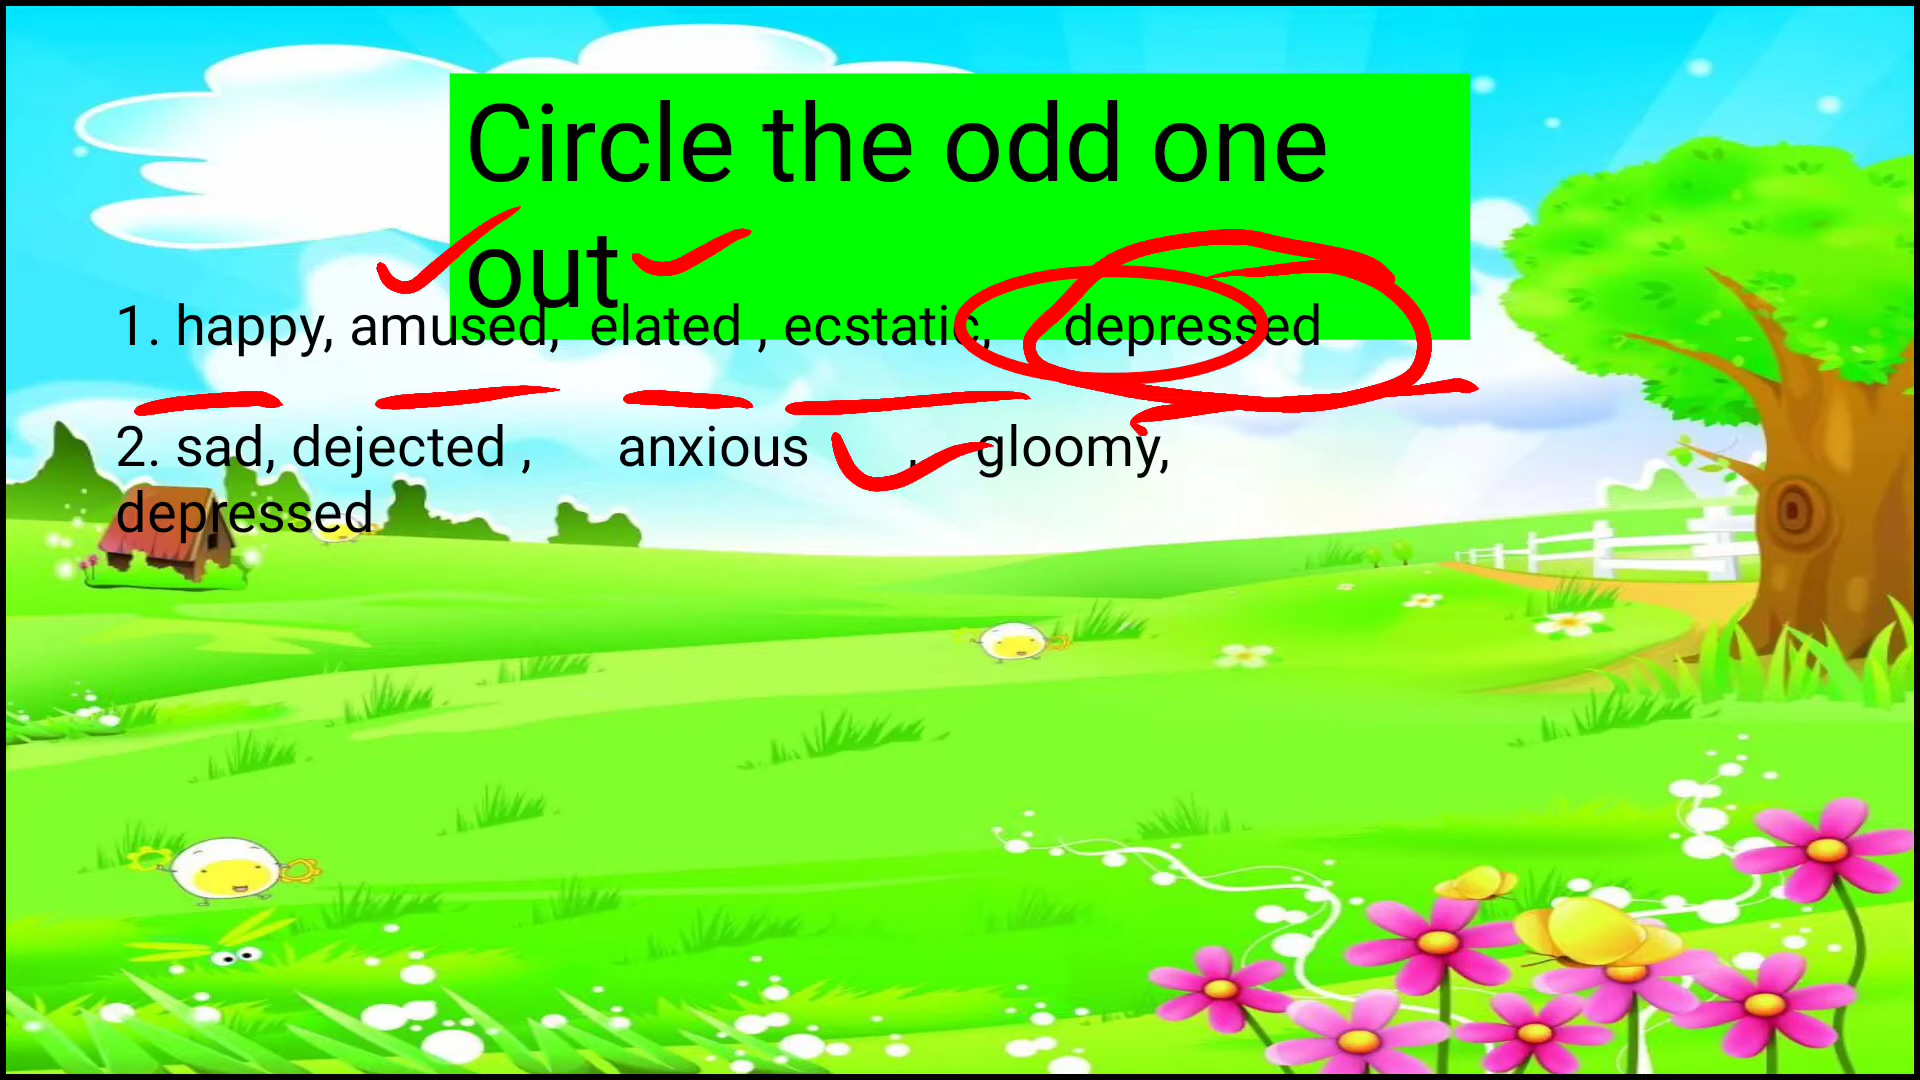 Circle the odd one
out
1. happy, amused, elated , ecstatic, depressed
2. sad, dejected , anxious , gloomy,
depressed